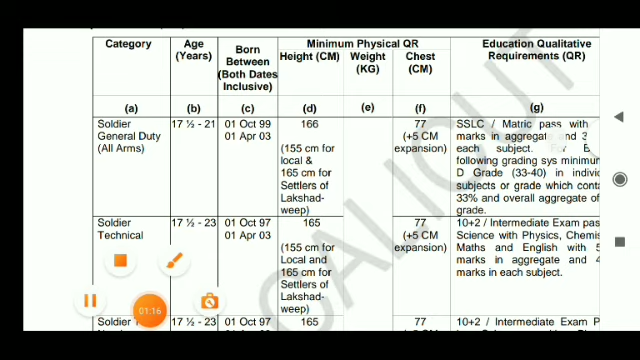 Category
Age (Years)
Born Between (Both Dates Inclusive)
Minimum Physical QR
Height (CM)
Weight (KG)
Chest (CM)
Education Qualitative Requirements (QR)
(a) (b) (c) (d) (e) (f) (g)
Soldier General Duty (All Arms)
17 ½ - 21
01 Oct 99
01 Apr 03
166
(155 cm for local & 165 cm for Settlers of Lakshad-weep)
77
(+5 CM expansion)
SSLC / Matric pass with
marks in aggregate and 3
each subject. For
following grading sys minimum
D Grade (33-40) in
subjects or grade which
33% and overall aggregate of
grade.
Soldier Technical
17 ½ - 23
01 Oct 97
01 Apr 03
165
(155 cm for Local and 165 cm for Settlers of Lakshad-weep)
77
(+5 CM expansion)
10+2 / Intermediate Exam
Science with Physics,
Maths and English with
marks in aggregate and
marks in each subject.
Soldier
17 ½ - 23
01 Oct 97
165
77
10+2 / Intermediate Exam
CALICUT
01:16